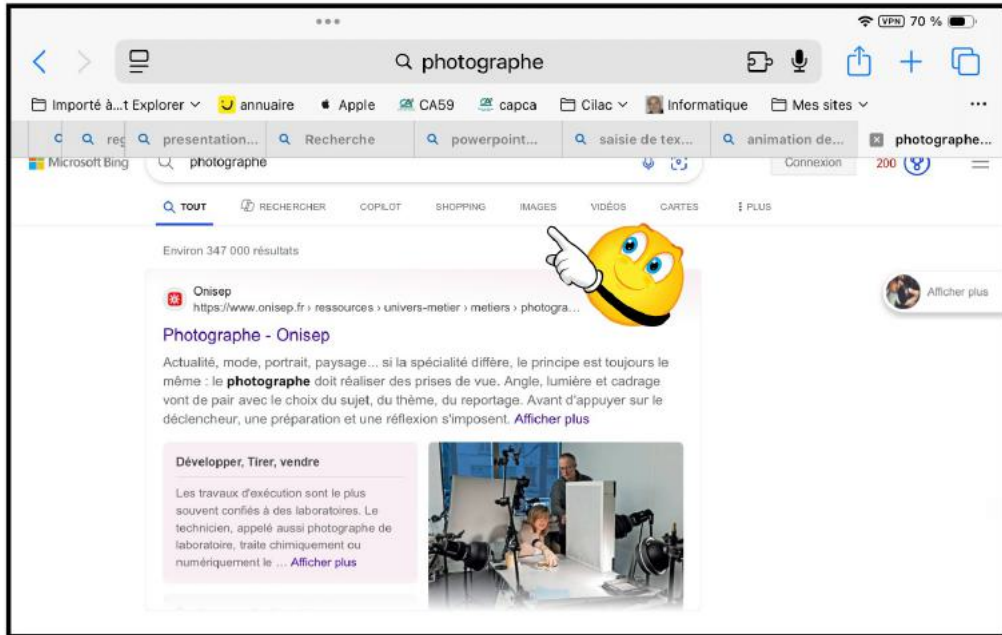 VPN 70 %
photographe
Importé à...t Explorer annuaire Apple CA59 capca Cilac Informatique Mes sites
presentation... Recherche powerpoint... saisie de tex... animation de... photographe...
Microsoft Bing photographe Connexion 200
TOUT RECHERCHER COPILOT SHOPPING IMAGES VIDÉOS CARTES PLUS
Environ 347 000 résultats
Onisep
https://www.onisep.fr › ressources › univers-metier › metiers › photogra...
Afficher plus
Photographe - Onisep
Actualité, mode, portrait, paysage... si la spécialité diffère, le principe est toujours le
même : le photographe doit réaliser des prises de vue. Angle, lumière et cadrage
vont de pair avec le choix du sujet, du thème, du reportage. Avant d'appuyer sur le
déclencheur, une préparation et une réflexion s'imposent. Afficher plus
Développer, Tirer, vendre
Les travaux d'exécution sont le plus
souvent confiés à des laboratoires. Le
technicien, appelé aussi photographe de
laboratoire, traite chimiquement ou
numériquement le ... Afficher plus